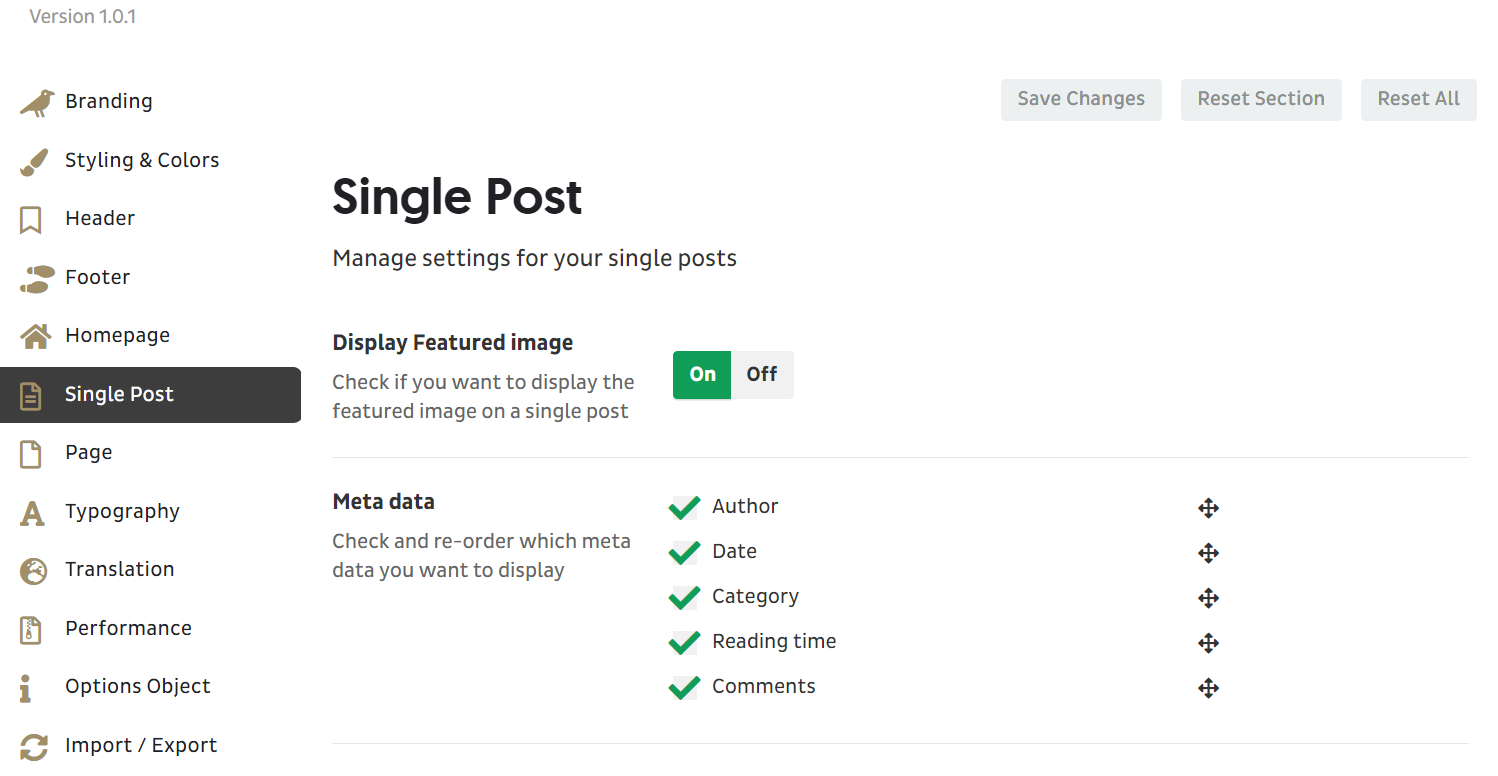 Version 1.0.1
Branding
Styling & Colors
Header
Footer
Homepage
Single Post
Page
Typography
Translation
Performance
Options Object
Import / Export
Save Changes
Reset Section
Reset All
Single Post
Manage settings for your single posts
Display Featured image
Check if you want to display the
featured image on a single post
On
Off
Meta data
Check and re-order which meta
data you want to display
Author
Date
Category
Reading time
Comments